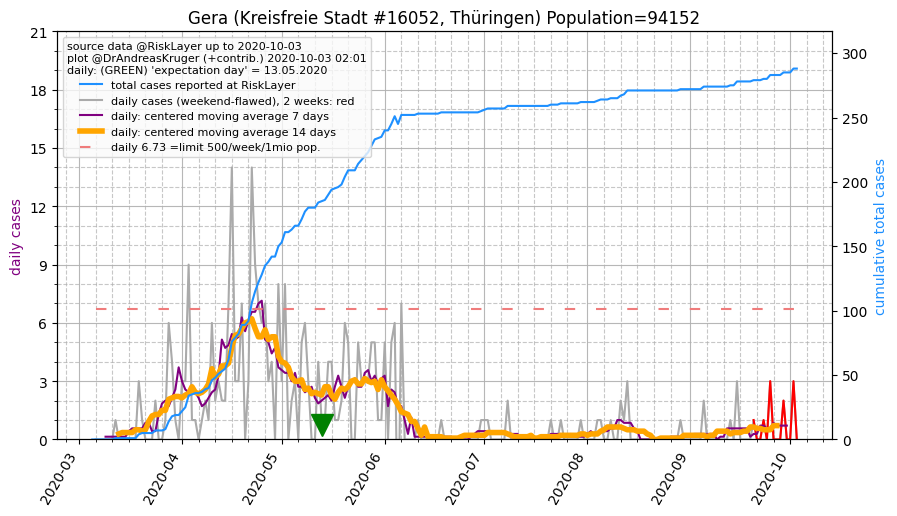 Gera (Kreisfreie Stadt #16052, Thüringen) Population=94152
source data @RiskLayer up to 2020-10-03
plot @DrAndreasKruger (+contrib.) 2020-10-03 02:01
daily: (GREEN) 'expectation day' = 13.05.2020
total cases reported at RiskLayer
daily cases (weekend-flawed), 2 weeks: red
daily: centered moving average 7 days
daily: centered moving average 14 days
daily 6.73 =limit 500/week/1mio pop.
daily cases
21
18
15
12
9
6
3
0
300
250
200
150
100
50
0
cumulative total cases
2020-03
2020-04
2020-05
2020-06
2020-07
2020-08
2020-09
2020-10